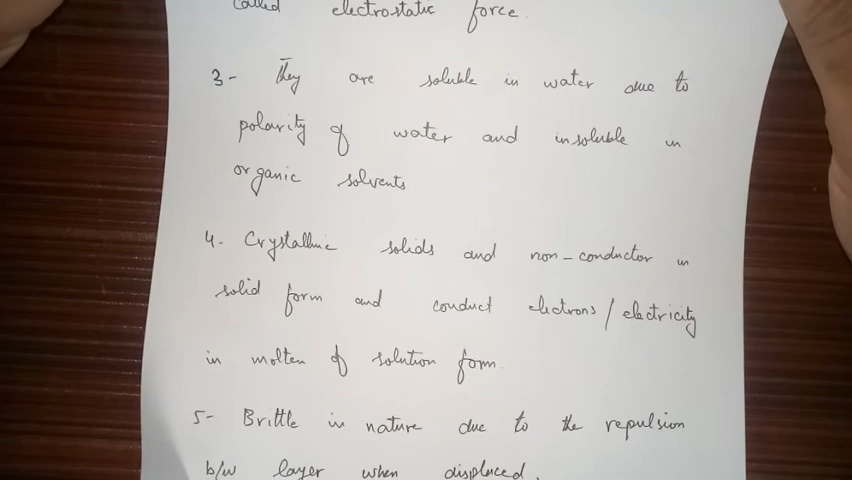 called electrostatic force.
3- They are soluble in water due to
polarity of water and insoluble in
organic solvents
4. Crystalline solids and non-conductor in
solid form and conduct electrons/electricity
in molten of solution form.
5- Brittle in nature due to the repulsion
b/w layer when displaced.